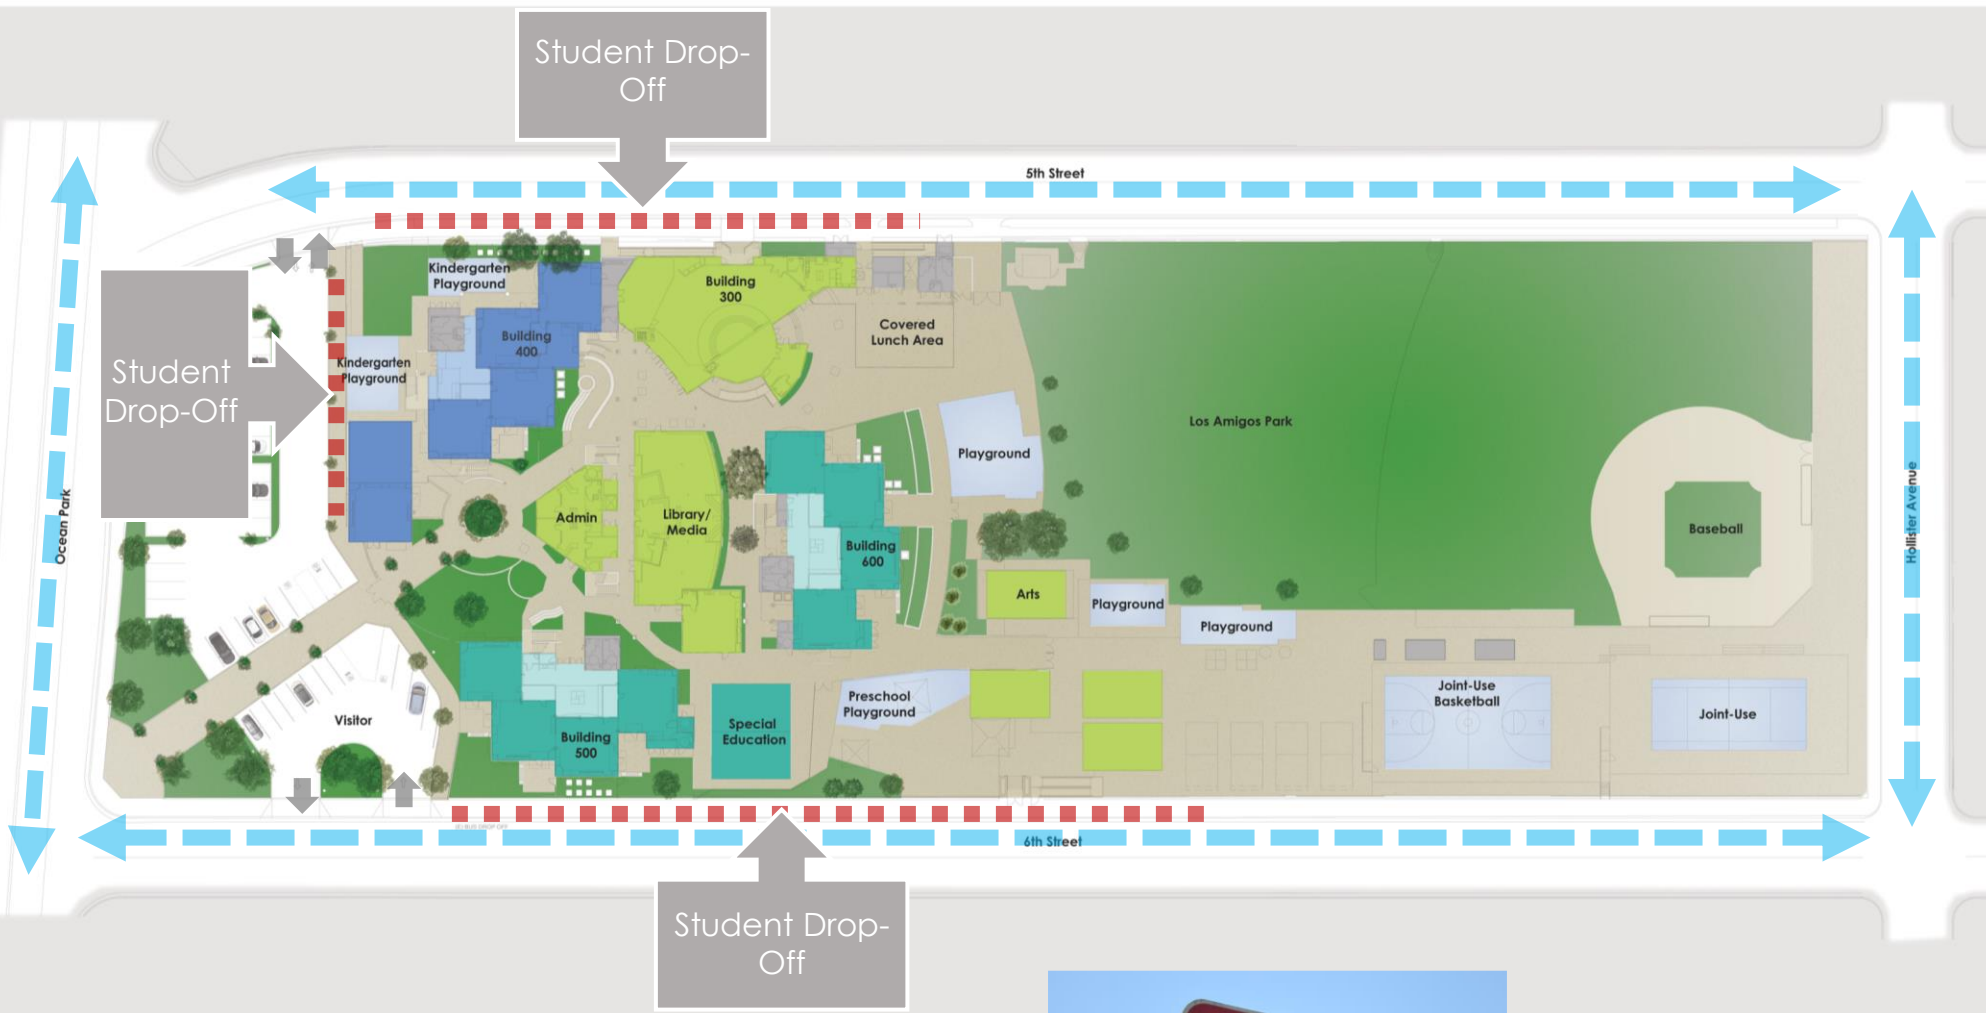 Student Drop-
Off
5th Street
Kindergarten
Playground
Building
300
Building
400
Covered
Lunch Area
Student
Drop-Off
Kindergarten
Playground
Los Amigos Park
Playground
Ocean Park
Hollister Avenue
Admin
Library/
Media
Baseball
Building
600
Arts
Playground
Playground
Preschool
Playground
Joint-Use
Basketball
Joint-Use
Visitor
Special
Education
Building
500
6th Street
Student Drop-
Off